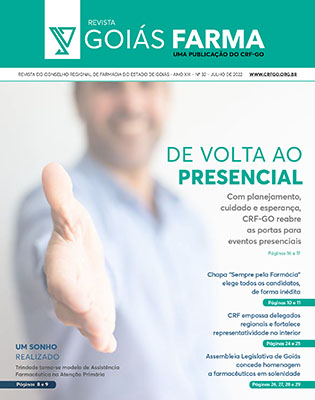 REVISTA
GOIÁS FARMA
UMA PUBLICAÇÃO DO CRF-GO
REVISTA DO CONSELHO REGIONAL DE FARMÁCIA DO ESTADO DE GOIÁS - ANO XIII - Nº 32 - JULHO DE 2022 WWW.CRFGO.ORG.BR
DE VOLTA AO
PRESENCIAL
Com planejamento,
cuidado e esperança,
CRF-GO reabre
as portas para
eventos presenciais
Páginas 16 a 17
Chapa "Sempre pela Farmácia"
elege todos os candidatos,
de forma inédita
Páginas 10 e 11
CRF empossa delegados
regionais e fortalece
representatividade no interior
Páginas 24 e 25
Assembleia Legislativa de Goiás
concede homenagem
a farmacêuticos em solenidade
Páginas 26, 27, 28 e 29
UM SONHO
REALIZADO
Trindade torna-se modelo de Assistência
Farmacêutica na Atenção Primária
Páginas 8 e 9